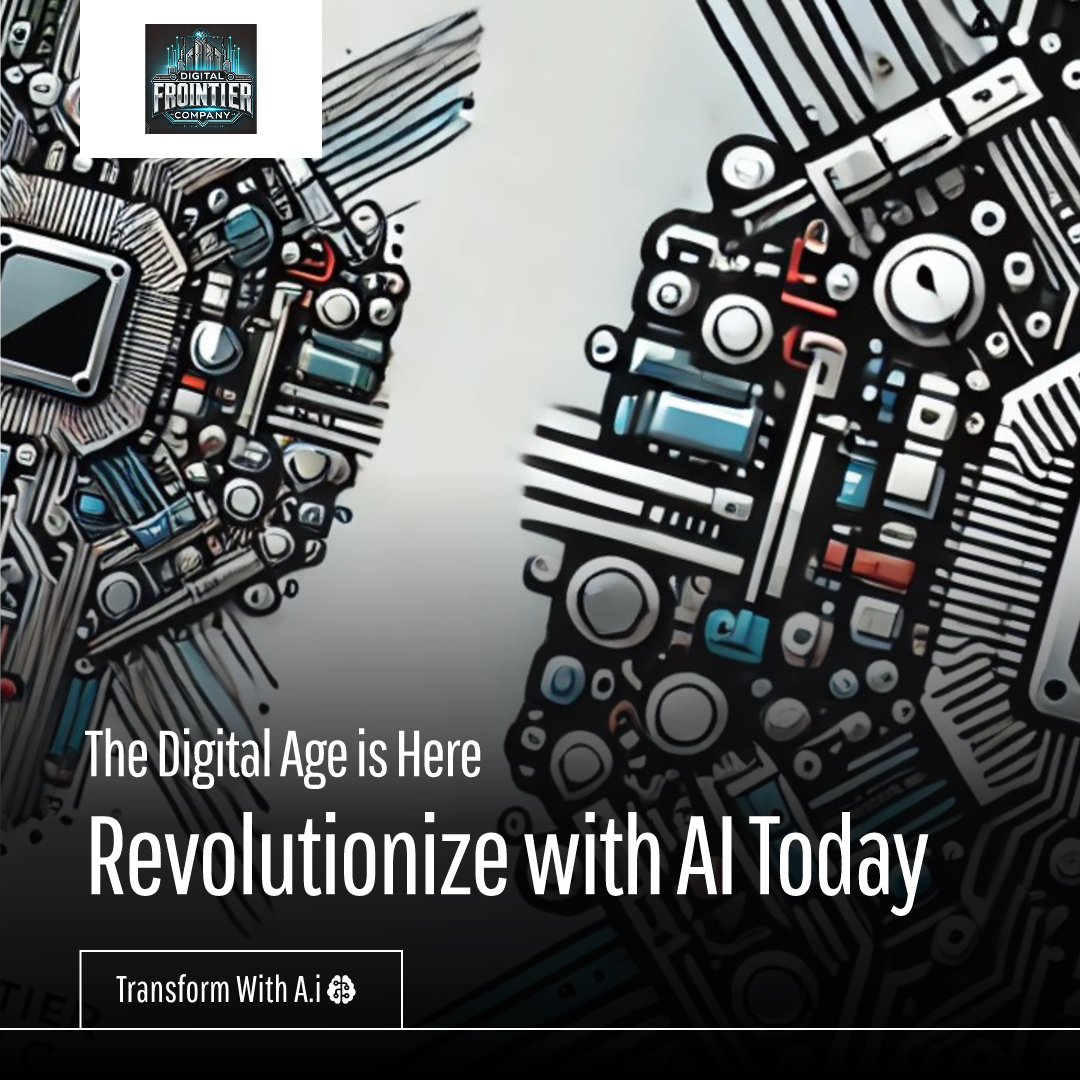 DIGITAL
FROINTIER
COMPANY
The Digital Age is Here
Revolutionize with AI Today
Transform With A.i